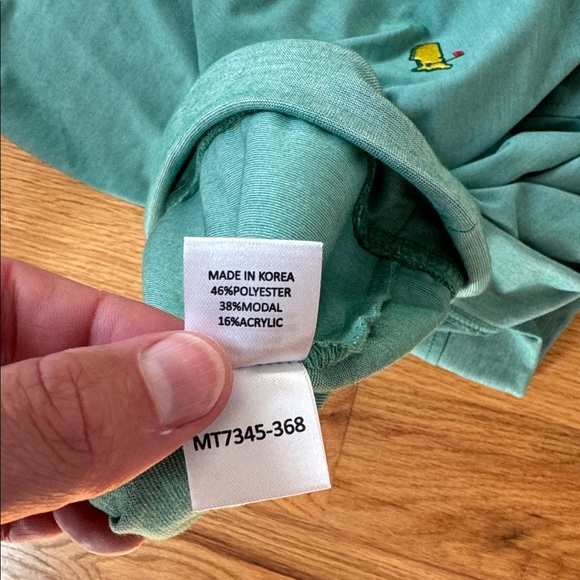 MADE IN KOREA
46%POLYESTER
38%MODAL
16%ACRYLIC
MT7345-368